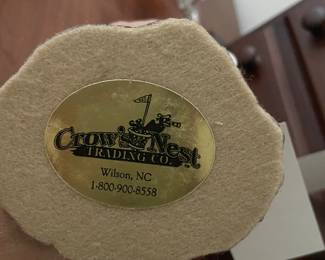 Crow's Nest
TRADING CO.
Wilson, NC
1-800-900-8558